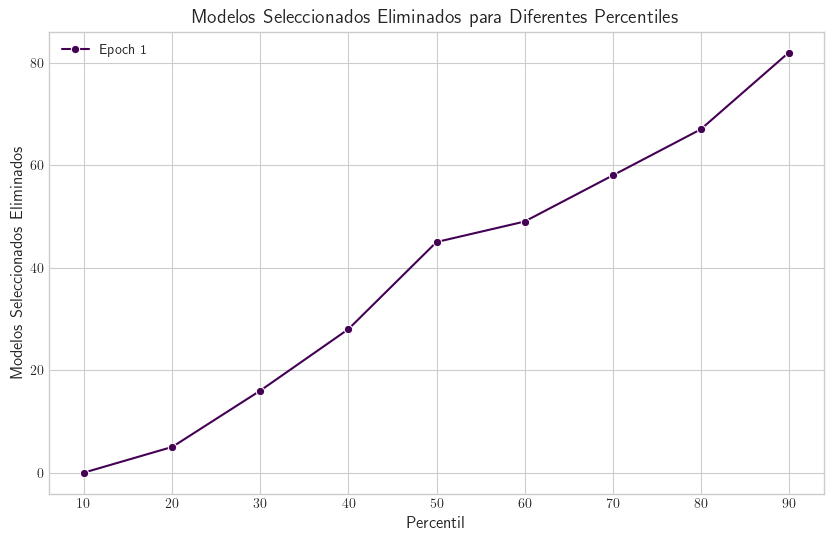 Modelos Seleccionados Eliminados para Diferentes Percentiles
Epoch 1
Modelos Seleccionados Eliminados
80
60
40
20
0
10 20 30 40 50 60 70 80 90
Percentil